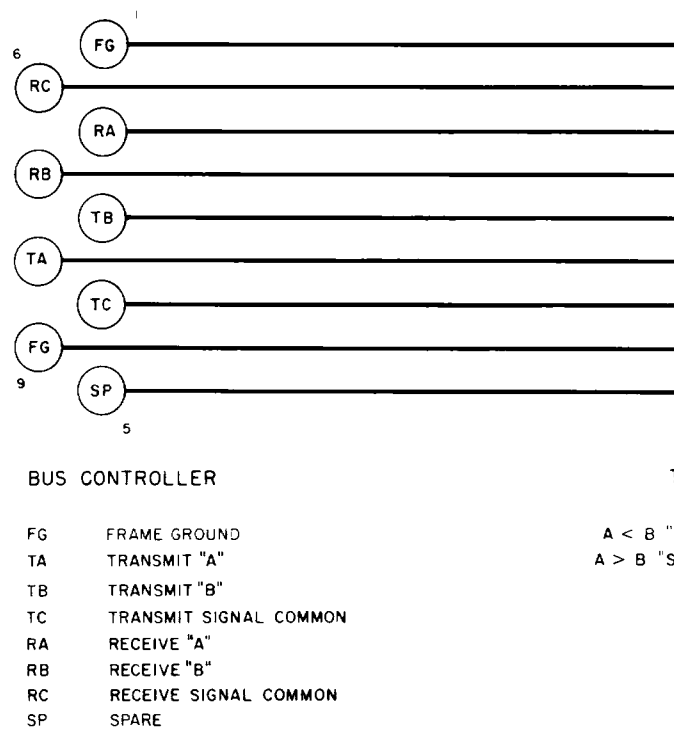 1
FG
6
RC
RA
RB
TB
TA
TC
FG
9
SP
5
BUS CONTROLLER
FG FRAME GROUND A < B "
TA TRANSMIT "A" A > B "S
TB TRANSMIT "B"
TC TRANSMIT SIGNAL COMMON
RA RECEIVE "A"
RB RECEIVE "B"
RC RECEIVE SIGNAL COMMON
SP SPARE